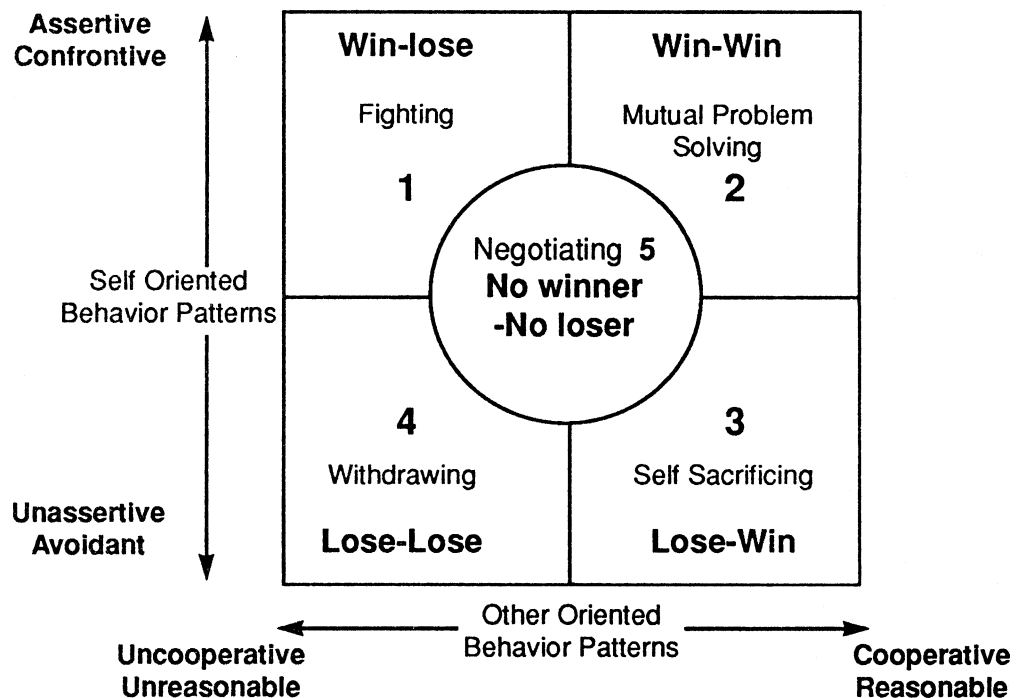 Assertive
Confrontive
Win-lose
Win-Win
Fighting
Mutual Problem
Solving
1
2
Negotiating 5
No winner
-No loser
Self Oriented
Behavior Patterns
4
3
Withdrawing
Self Sacrificing
Unassertive
Avoidant
Lose-Lose
Lose-Win
Other Oriented
Behavior Patterns
Uncooperative
Unreasonable
Cooperative
Reasonable